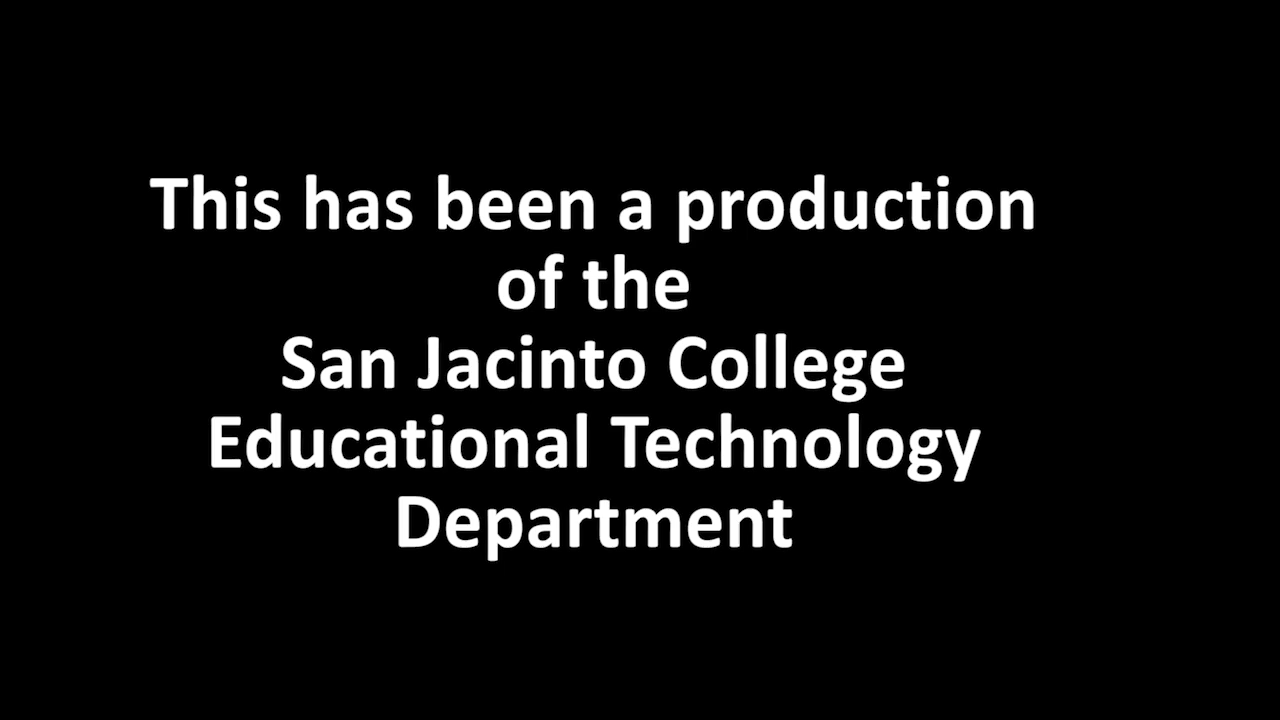 This has been a production
of the
San Jacinto College
Educational Technology
Department